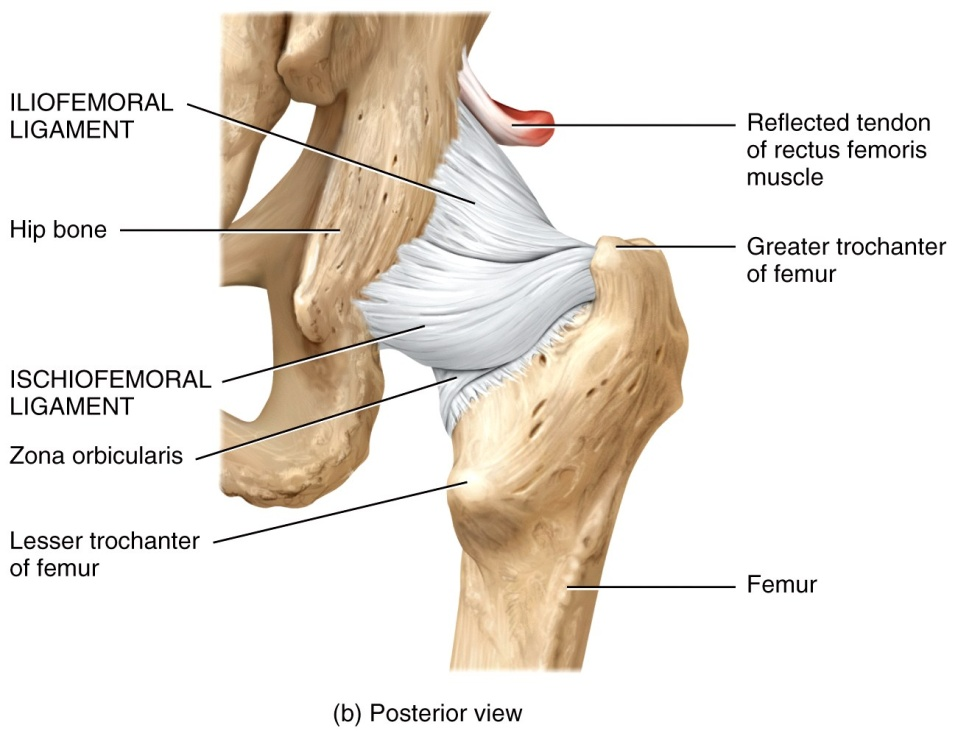 ILIOFEMORAL
LIGAMENT
Hip bone
ISCHIOFEMORAL
LIGAMENT
Zona orbicularis
Lesser trochanter
of femur
Reflected tendon
of rectus femoris
muscle
Greater trochanter
of femur
Femur
(b) Posterior view